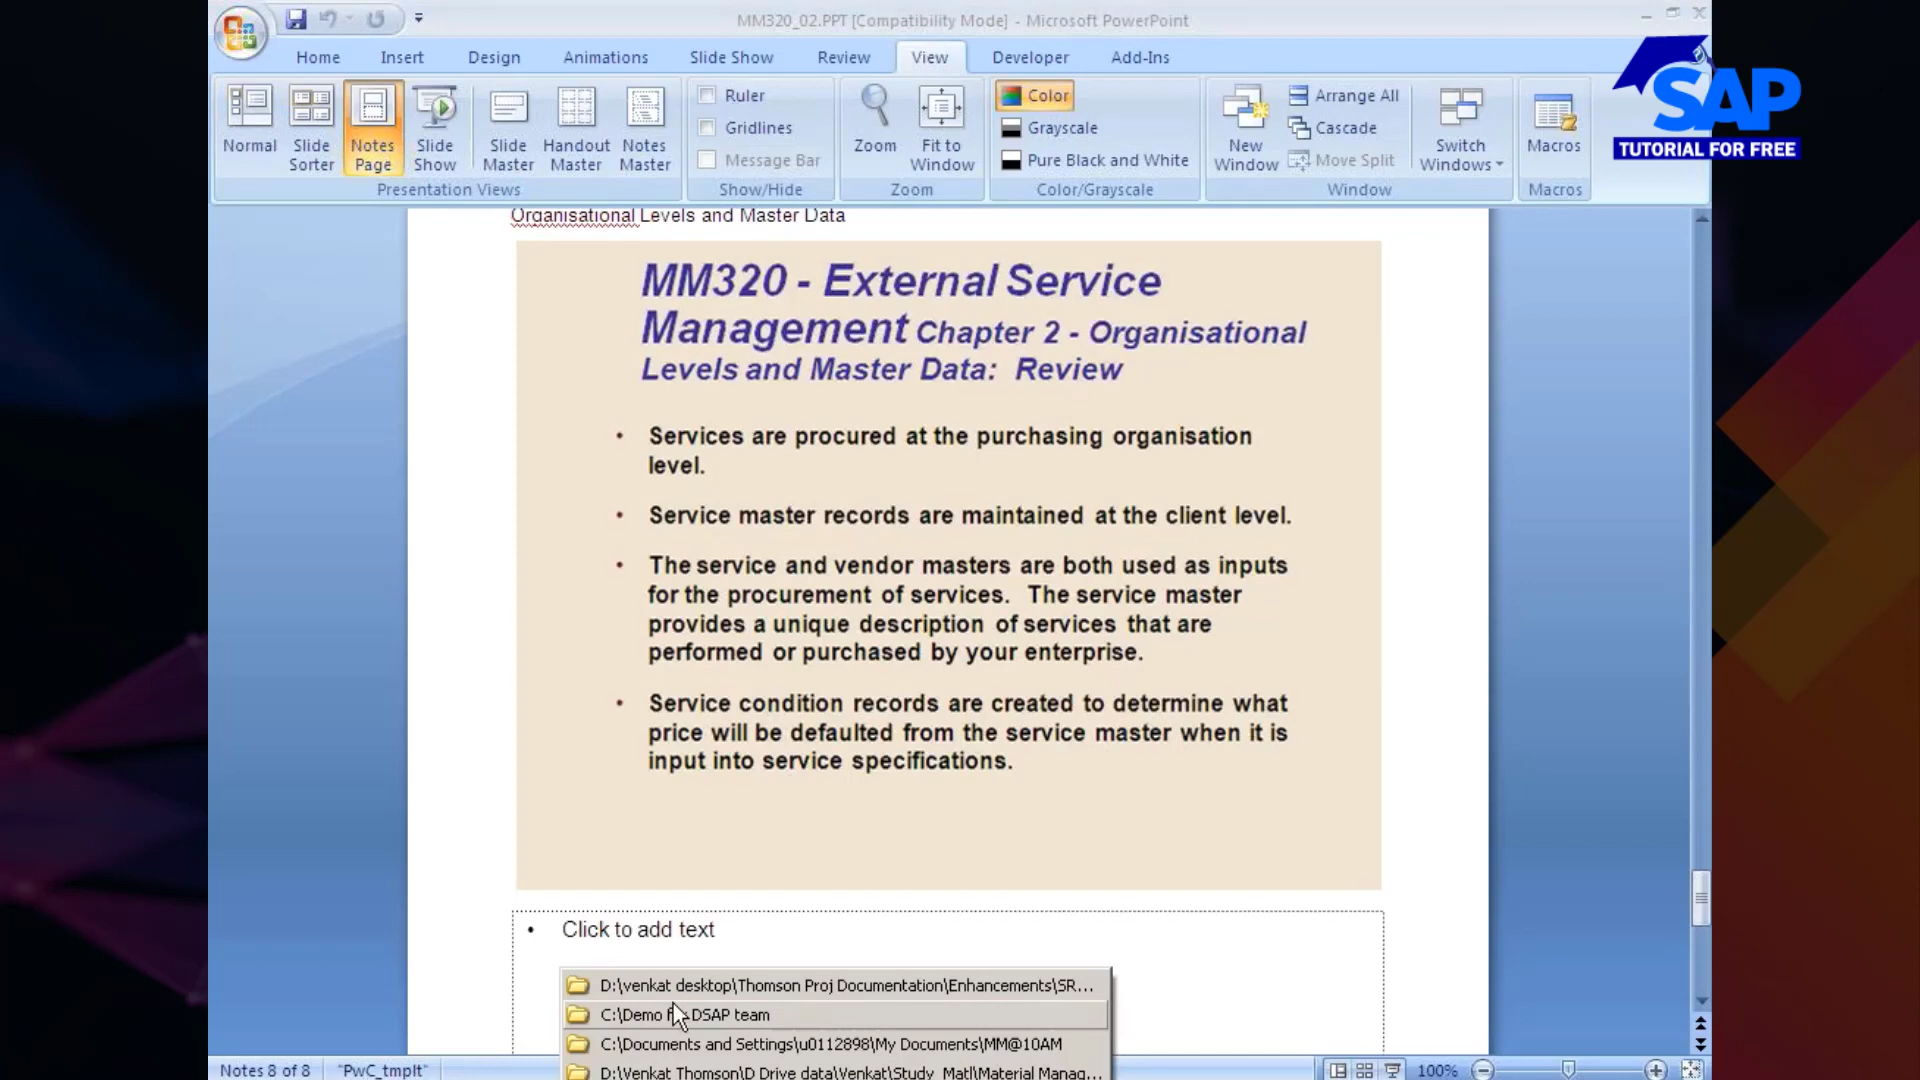 MM320_02.PPT [Compatibility Mode] - Microsoft PowerPoint
Home Insert Design Animations Slide Show Review View Developer Add-Ins
Normal
Slide Sorter
Notes Page
Slide Show
Slide Master
Handout Master
Notes Master
Presentation Views
Ruler
Gridlines
Message Bar
Show/Hide
Zoom
Fit to Window
Zoom
Color
Grayscale
Pure Black and White
Color/Grayscale
New Window
Arrange All
Cascade
Move Split
Switch Windows
Window
Macros
Macros
SAP
TUTORIAL FOR FREE
Organisational Levels and Master Data
MM320 - External Service
Management Chapter 2 - Organisational
Levels and Master Data: Review
• Services are procured at the purchasing organisation
level.
• Service master records are maintained at the client level.
• The service and vendor masters are both used as inputs
for the procurement of services. The service master
provides a unique description of services that are
performed or purchased by your enterprise.
• Service condition records are created to determine what
price will be defaulted from the service master when it is
input into service specifications.
• Click to add text
D:\venkat desktop\Thomson Proj Documentation\Enhancements\SR...
C:\Demo DSAP team
C:\Documents and Settings\u0112898\My Documents\MM@10AM
D:\Venkat Thomson\D Drive data\Venkat\Study_Matl\Material Manag...
Notes 8 of 8 "PwC_tmplt" 100%